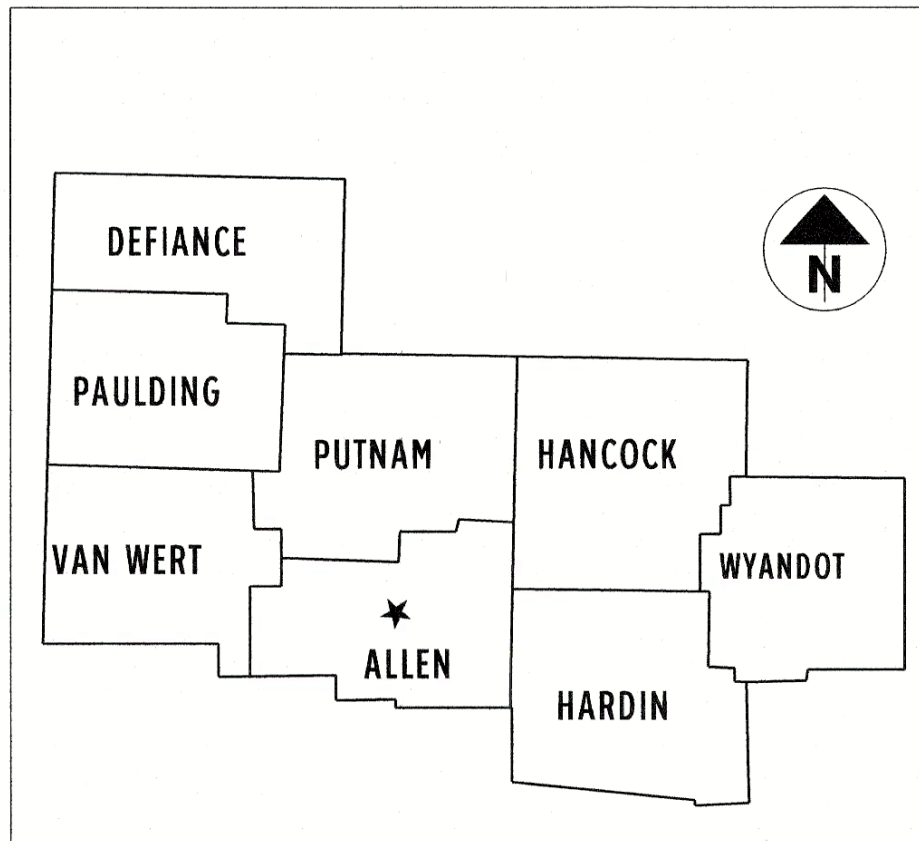 DEFIANCE
N
PAULDING
PUTNAM
HANCOCK
VAN WERT
WYANDOT
ALLEN
HARDIN